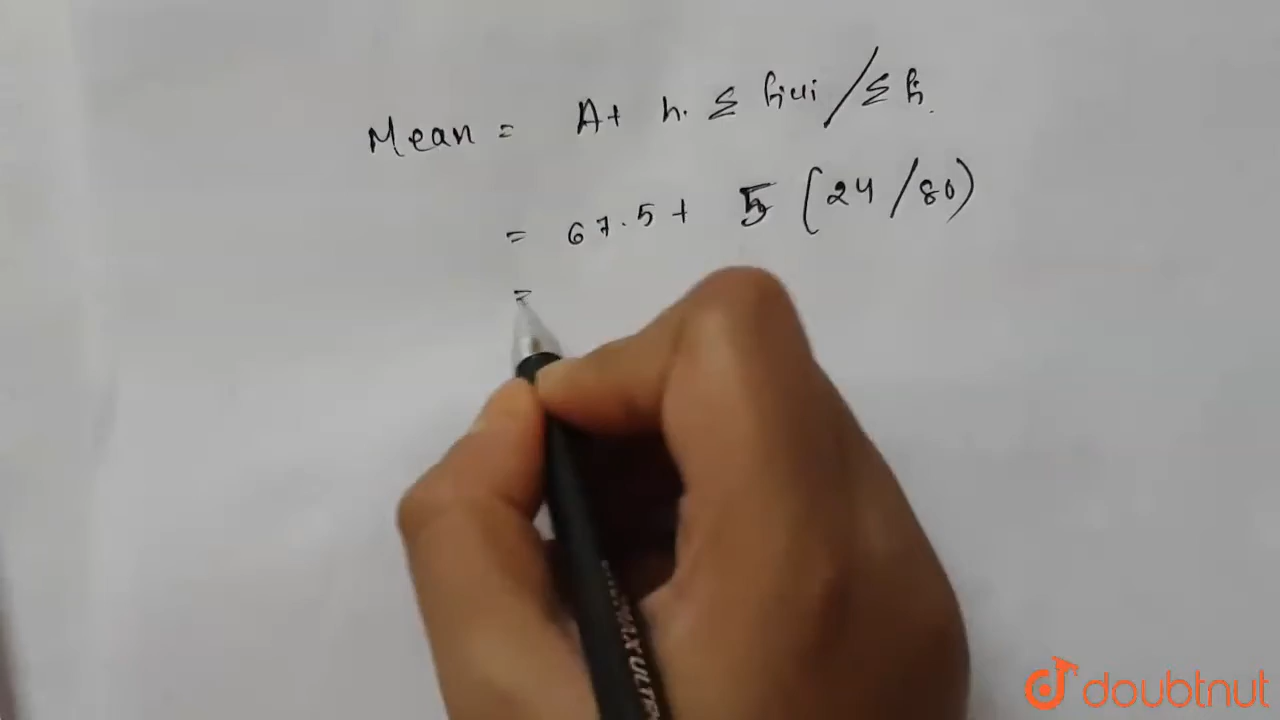 Mean = A+ h. Σ fiui / Σ fi.
= 67.5 + 5 (24/80)
=
doubtnut